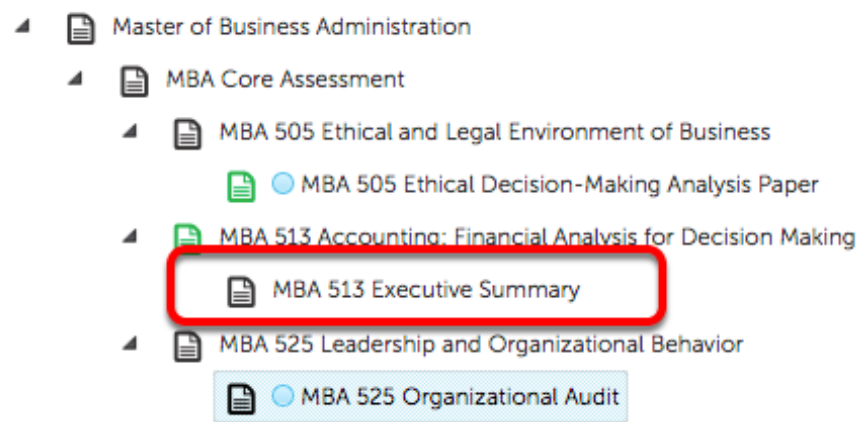 Master of Business Administration
MBA Core Assessment
MBA 505 Ethical and Legal Environment of Business
MBA 505 Ethical Decision-Making Analysis Paper
MBA 513 Accounting: Financial Analysis for Decision Making
MBA 513 Executive Summary
MBA 525 Leadership and Organizational Behavior
MBA 525 Organizational Audit